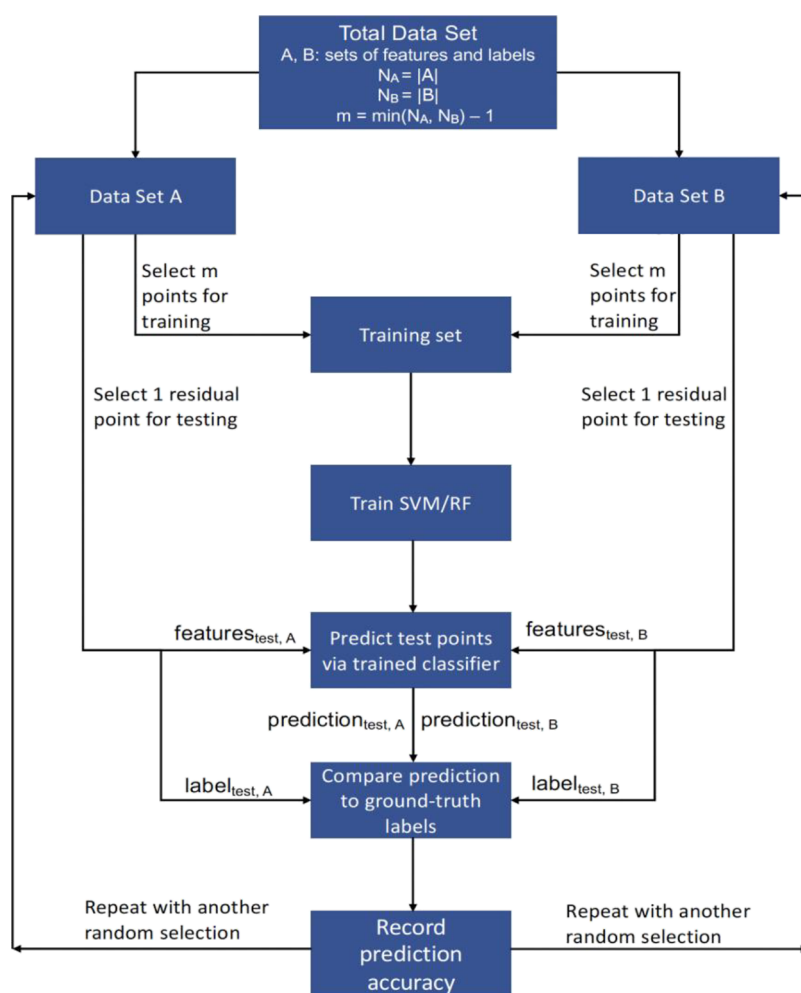 Total Data Set
A, B: sets of features and labels
NA = |A|
NB = |B|
m = min(NA, NB) – 1
Data Set A
Data Set B
Select m
points for
training
Select m
points for
training
Training set
Select 1 residual
point for testing
Select 1 residual
point for testing
Train SVM/RF
featurestest, A
Predict test points
via trained classifier
featurestest, B
predictiontest, A
predictiontest, B
labeltest, A
Compare prediction
to ground-truth
labels
labeltest, B
Repeat with another
random selection
Record
prediction
accuracy
Repeat with another
random selection